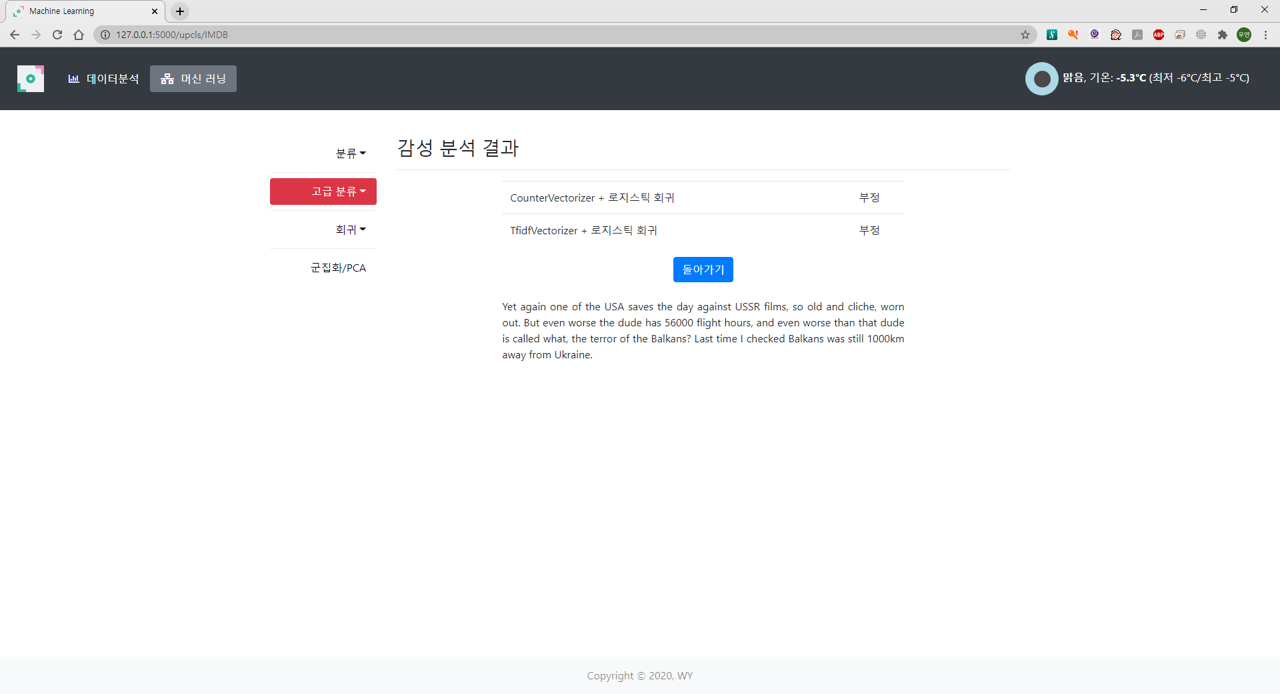 Machine Learning
127.0.0.1:5000/upcls/IMDB
ABP
우연
데이터분석
머신 러닝
맑음, 기온: -5.3°C (최저 -6°C/최고 -5°C)
분류
고급 분류
회귀
군집화/PCA
감성 분석 결과
CounterVectorizer + 로지스틱 회귀 부정
TfidfVectorizer + 로지스틱 회귀 부정
돌아가기
Yet again one of the USA saves the day against USSR films, so old and cliche, worn
out. But even worse the dude has 56000 flight hours, and even worse than that dude
is called what, the terror of the Balkans? Last time I checked Balkans was still 1000km
away from Ukraine.
Copyright © 2020, WY